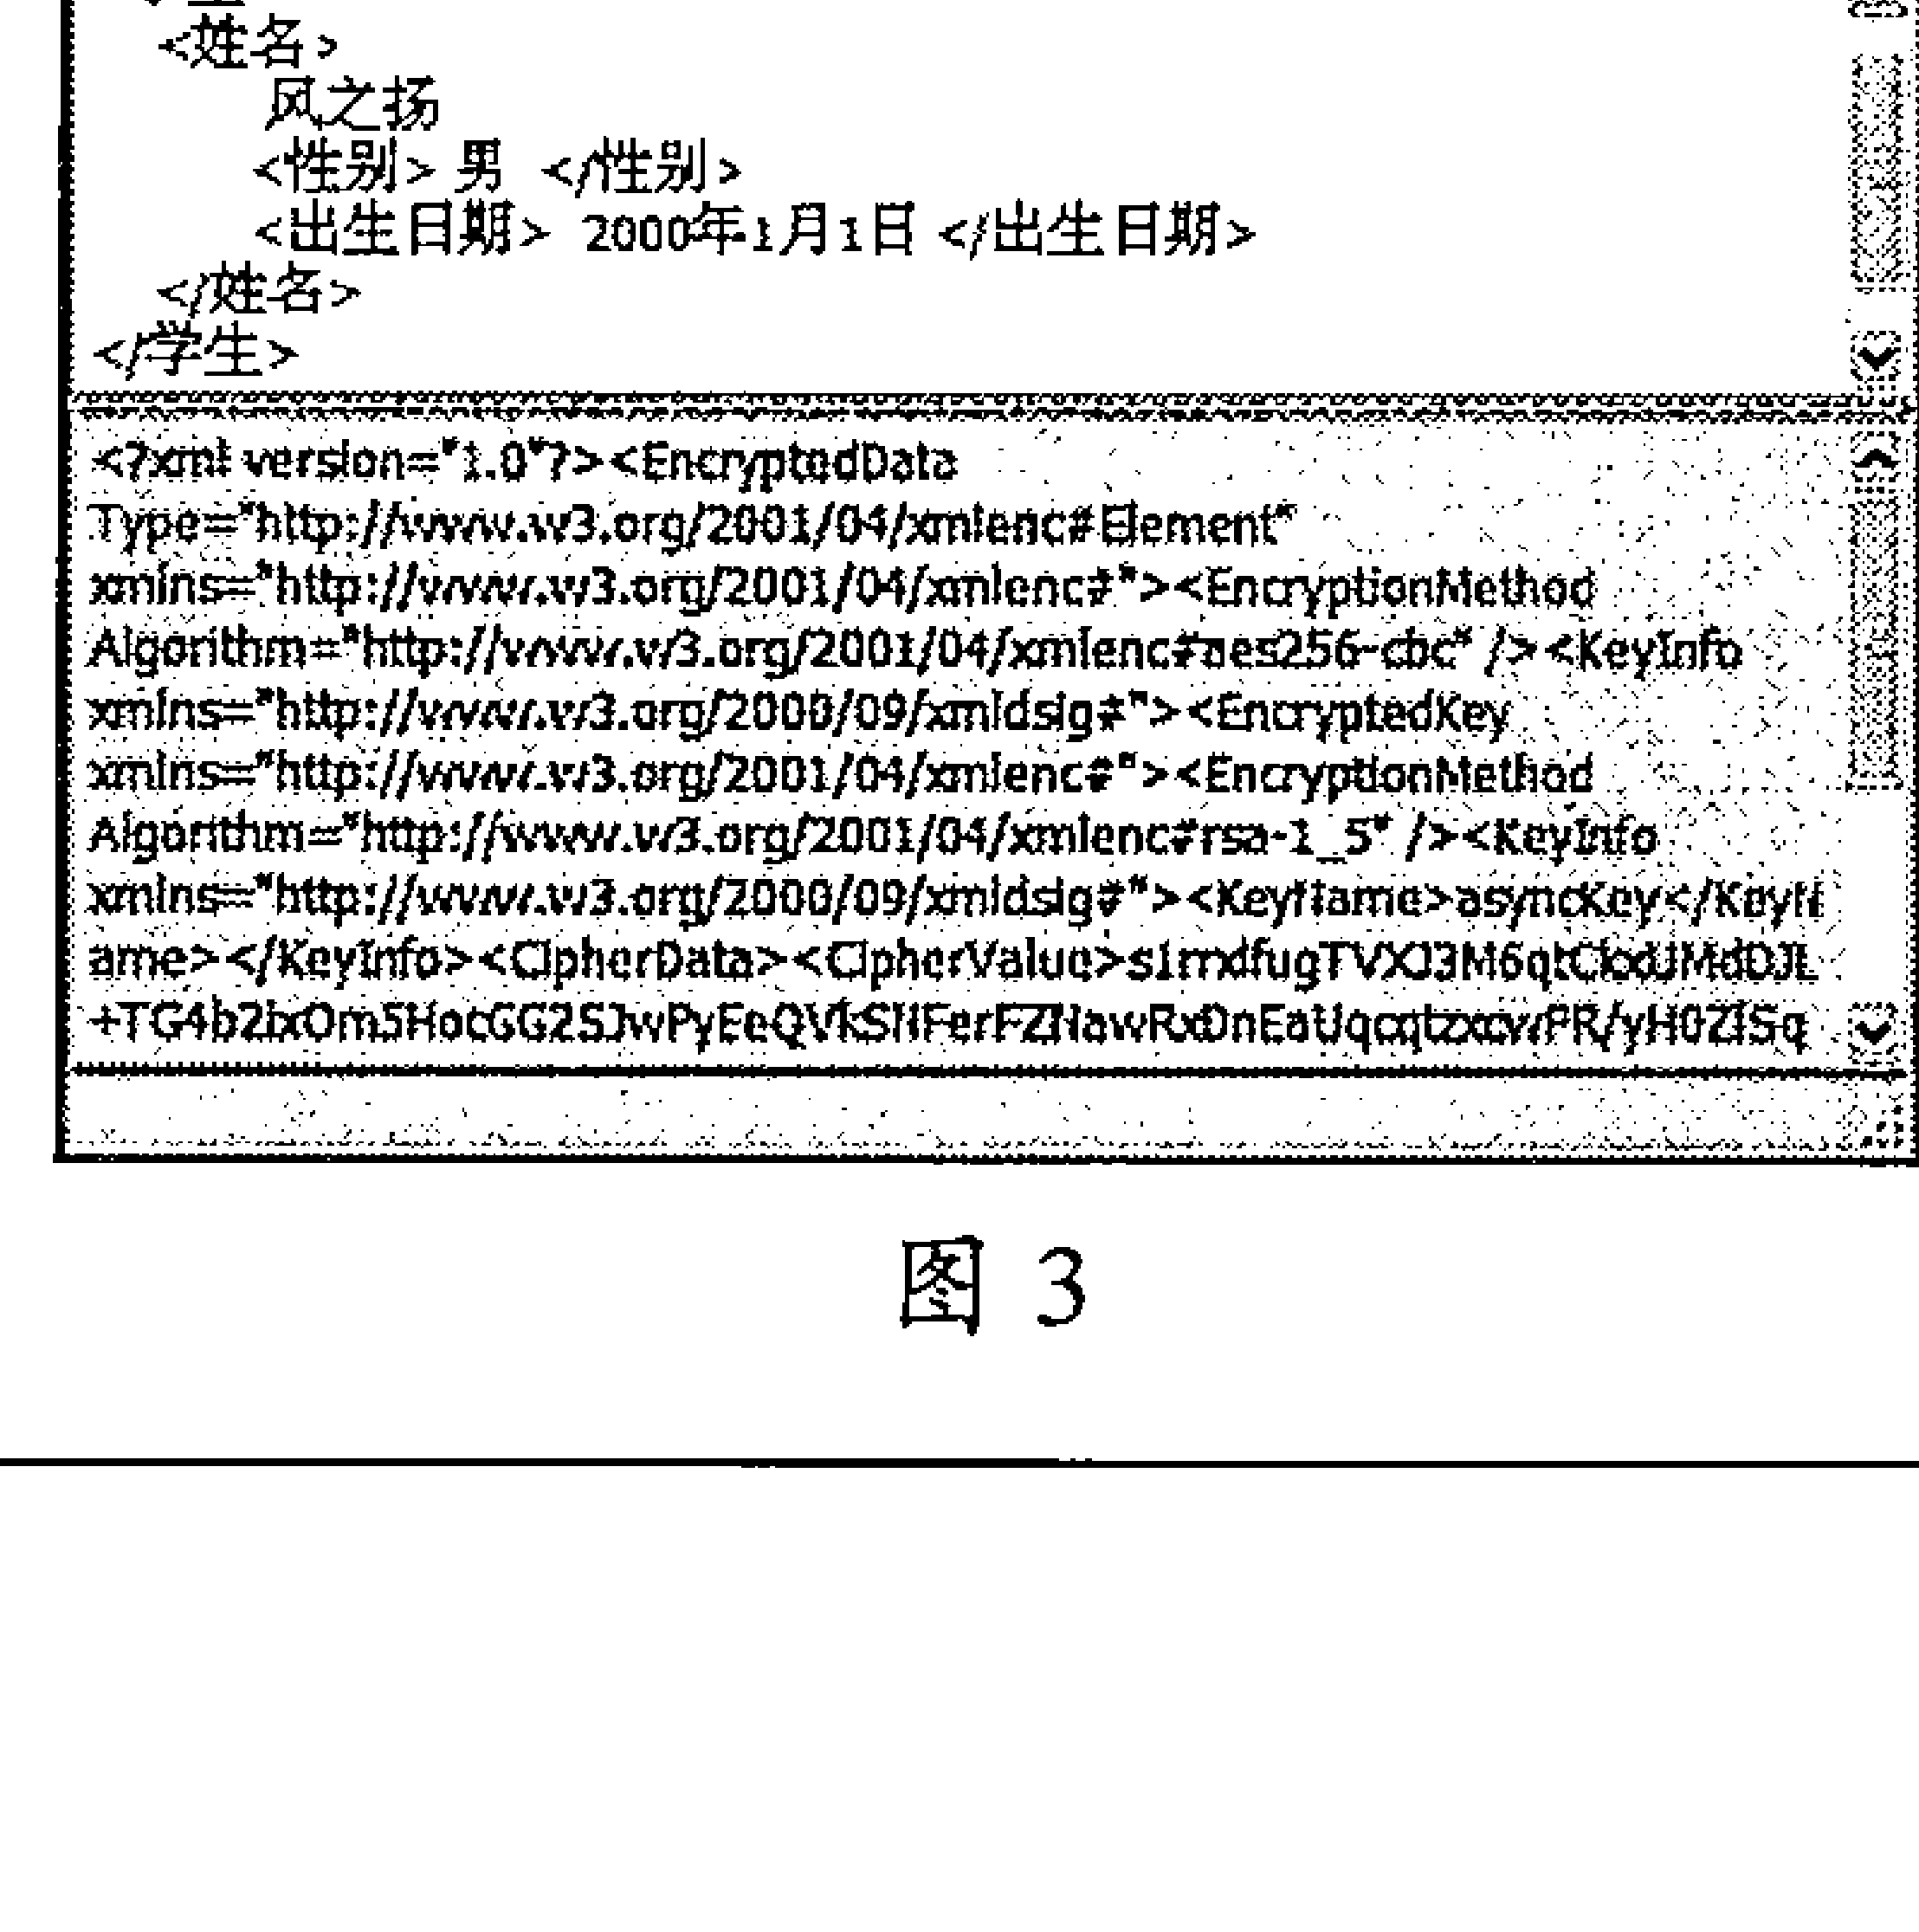 <姓名>
风之扬
<性别> 男 </性别>
<出生日期> 2000年1月1日 </出生日期>
</姓名>
</学生>
<?xml version="1.0"?><EncryptedData
Type="http://www.w3.org/2001/04/xmlenc#Element"
xmlns="http://www.w3.org/2001/04/xmlenc#"><EncryptionMethod
Algorithm="http://www.w3.org/2001/04/xmlenc#aes256-cbc" /><KeyInfo
xmlns="http://www.w3.org/2000/09/xmldsig#"><EncryptedKey
xmlns="http://www.w3.org/2001/04/xmlenc#"><EncryptionMethod
Algorithm="http://www.w3.org/2001/04/xmlenc#rsa-1_5" /><KeyInfo
xmlns="http://www.w3.org/2000/09/xmldsig#"><KeyName>asyncKey</KeyN
ame></KeyInfo><CipherData><CipherValue>
图 3